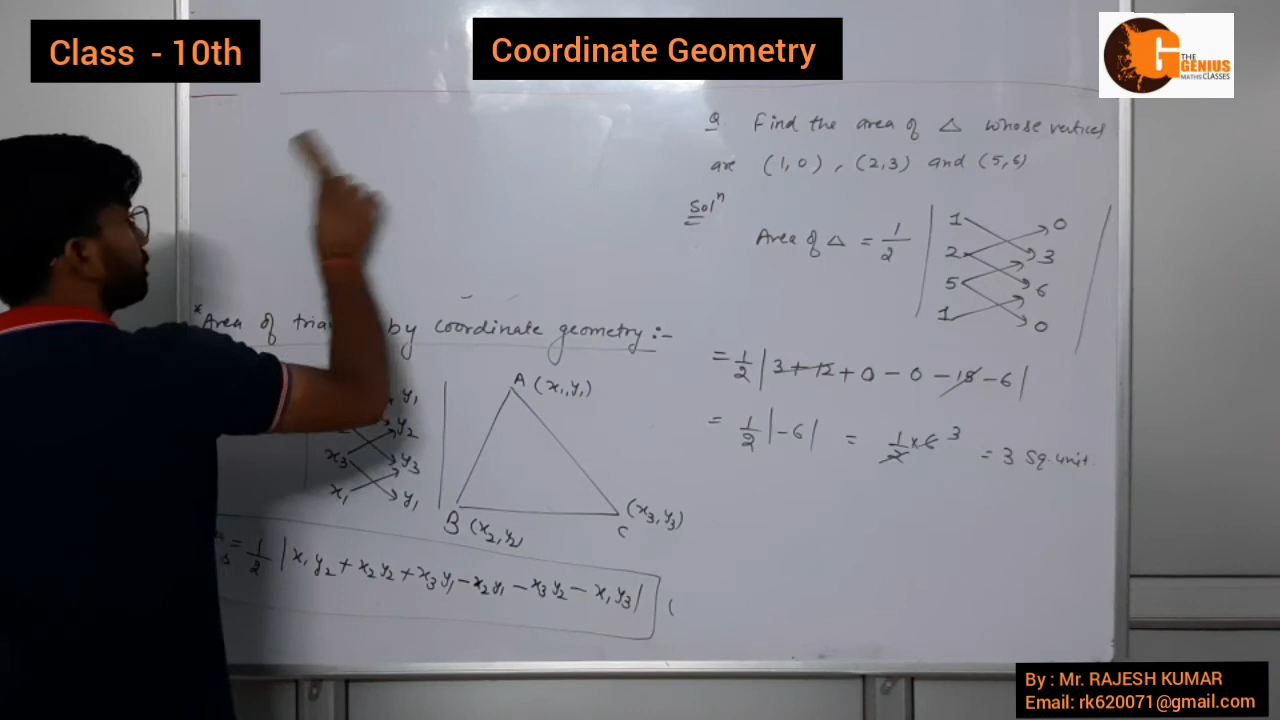 Class - 10th
Coordinate Geometry
G THE GENIUS MATHS CLASSES
Q Find the area of △ whose vertices
are (1,0) , (2,3) and (5,6)
Solⁿ
Area of △ = 1/2 |
1 0
2 3
5 6
1 0
|
= 1/2 | 3 + 12 + 0 - 0 - 15 - 6 |
= 1/2 |-6| = 1/2 × 6 3 = 3 Sq. unit.
* Area of by coordinate geometry :-
y₁
y₂
x₃ y₃
x₁ y₁
|
A (x₁, y₁)
B (x₂, y₂
C (x₃, y₃)
= 1/2 | x₁ y₂ + x₂ y₂ + x₃ y₁ - x₂ y₁ - x₃ y₂ - x₁ y₃ |
By : Mr. RAJESH KUMAR
Email: rk620071@gmail.com